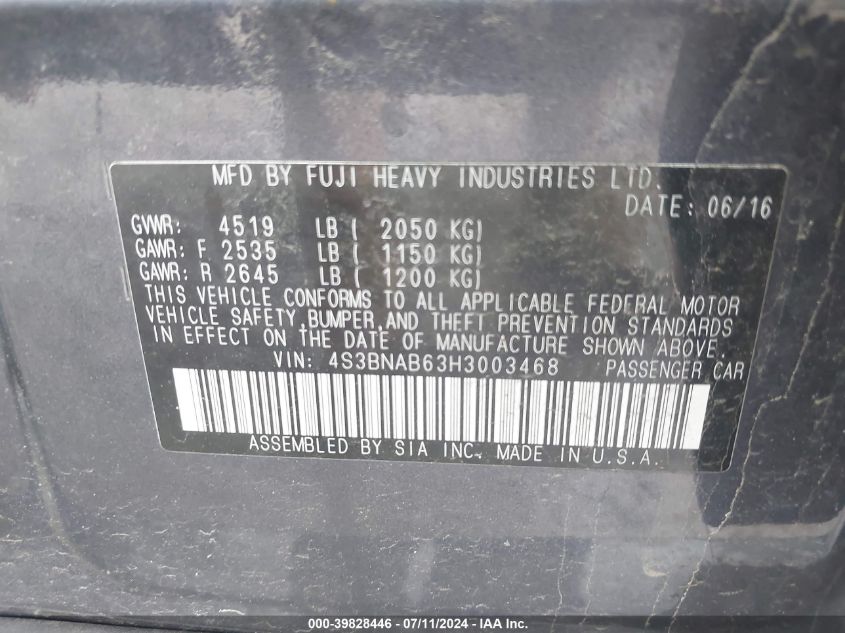 MFD BY FUJI HEAVY INDUSTRIES LTD.
DATE: 06/16
GVWR: 4519 LB ( 2050 KG)
GAWR: F 2535 LB ( 1150 KG)
GAWR: R 2645 LB ( 1200 KG)
THIS VEHICLE CONFORMS TO ALL APPLICABLE FEDERAL MOTOR
VEHICLE SAFETY,BUMPER,AND THEFT PREVENTION STANDARDS
IN EFFECT ON THE DATE OF MANUFACTURE SHOWN ABOVE.
VIN: 4S3BNAB63H3003468 PASSENGER CAR
ASSEMBLED BY SIA INC. MADE IN U.S.A.
000-39828446 - 07/11/2024 - IAA Inc.